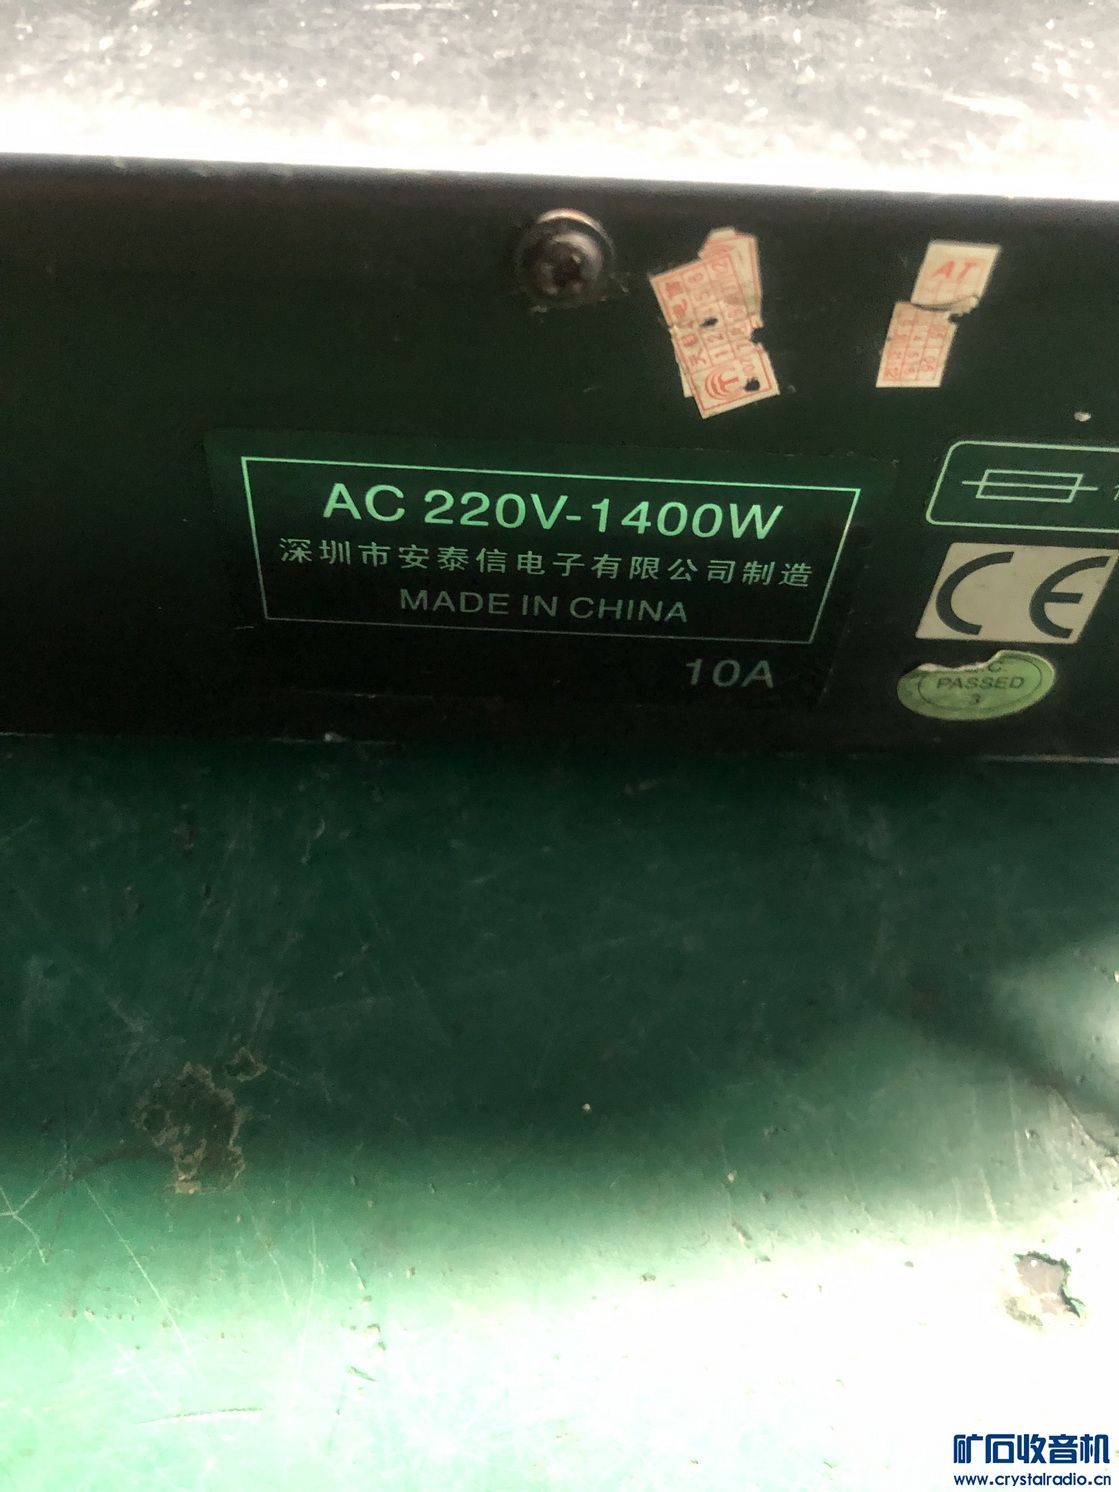 AT
AC 220V-1400W
深圳市安泰信电子有限公司制造
MADE IN CHINA
10A
CE
PASSED
3
矿石收音机
www.crystalradio.cn